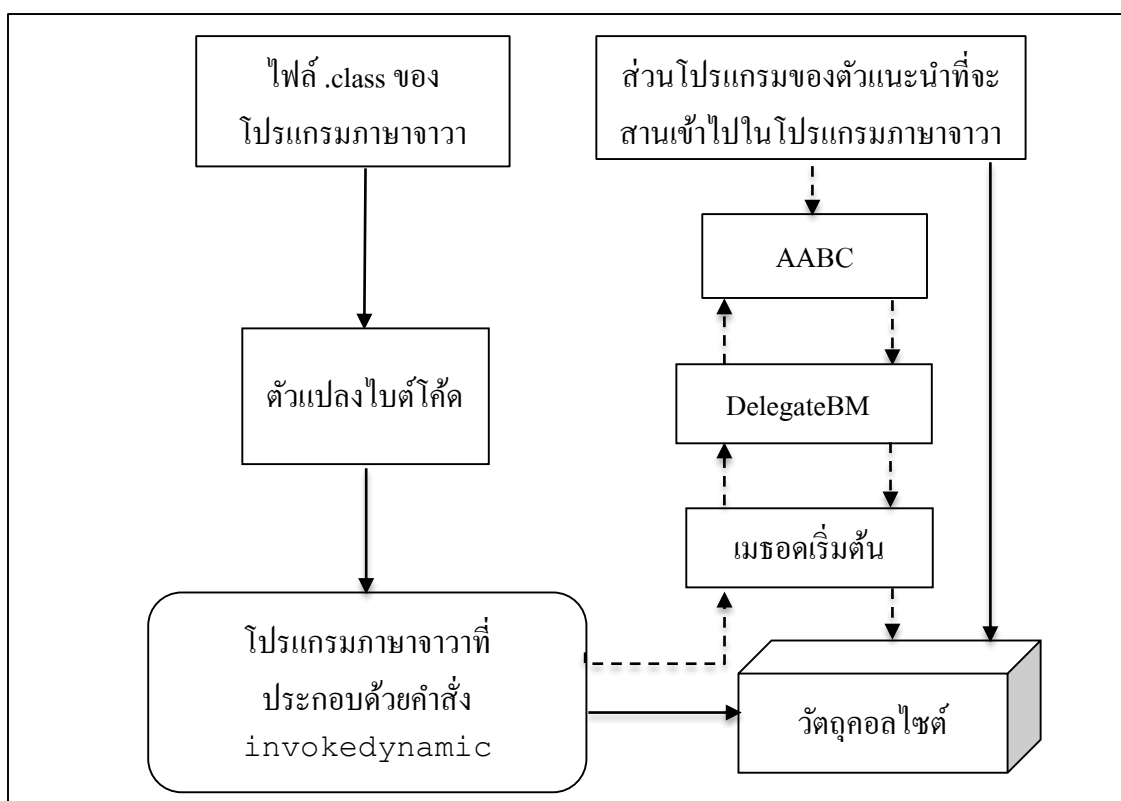 ไฟล์ .class ของ
โปรแกรมภาษาจาวา
ส่วนโปรแกรมของตัวแนะนำที่จะ
สานเข้าไปในโปรแกรมภาษาจาวา
AABC
ตัวแปลงไบต์โค้ด
DelegateBM
เมธอดเริ่มต้น
โปรแกรมภาษาจาวาที่
ประกอบด้วยคำสั่ง
invokedynamic
วัตถุคอลไซต์